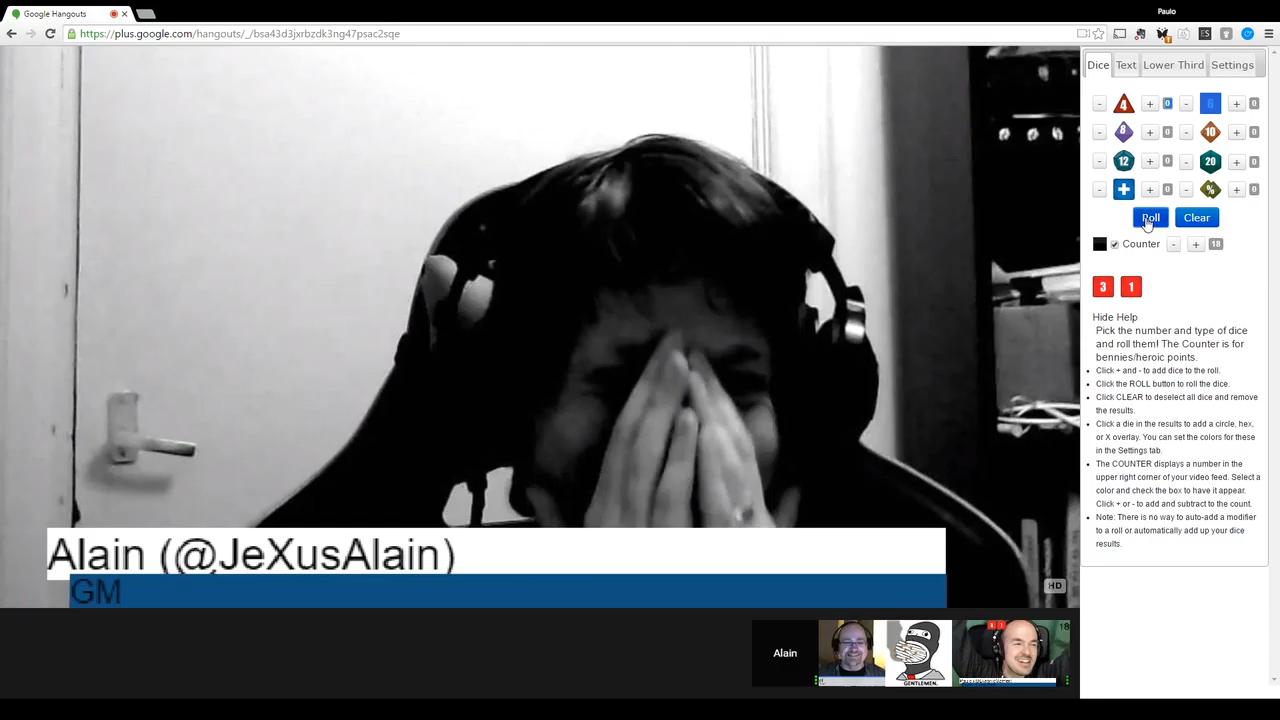 Google Hangouts
Paulo
https://plus.google.com/hangouts/_/bsa43d3jxrbzdk3ng47psac2sqe
Dice Text Lower Third Settings
- 4 + 0 - 6 + 0
- 8 + 0 - 10 + 0
- 12 + 0 - 20 + 0
- + + 0 - % + 0
Roll Clear
Counter - + 18
3 1
Hide Help
Pick the number and type of dice
and roll them! The Counter is for
bennies/heroic points.
• Click + and - to add dice to the roll.
• Click the ROLL button to roll the dice.
• Click CLEAR to deselect all dice and remove
the results.
• Click a die in the results to add a circle, hex,
or X overlay. You can set the colors for these
in the Settings tab.
• The COUNTER displays a number in the
upper right corner of your video feed. Select a
color and check the box to have it appear.
Click + or - to add and subtract to the count.
• Note: There is no way to auto-add a modifier
to a roll or automatically add up your dice
results.
Alain (@JeXusAlain)
GM
HD
Alain
GENTLEMEN.
18